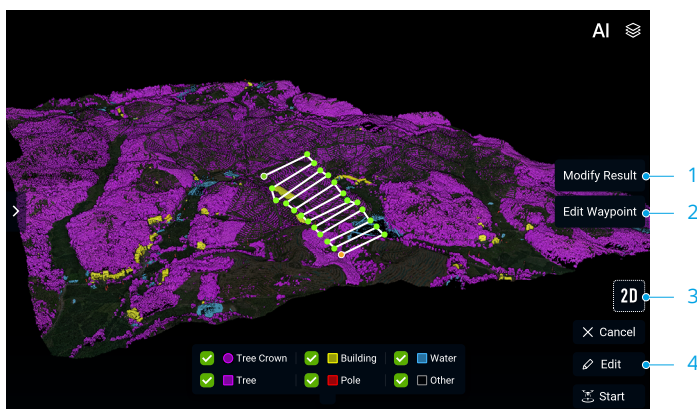 AI
Modify Result 1
Edit Waypoint 2
2D 3
Cancel
Edit 4
Start
Tree Crown Building Water
Tree Pole Other